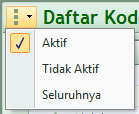 Daftar Kod
Aktif
Tidak Aktif
Seluruhnya